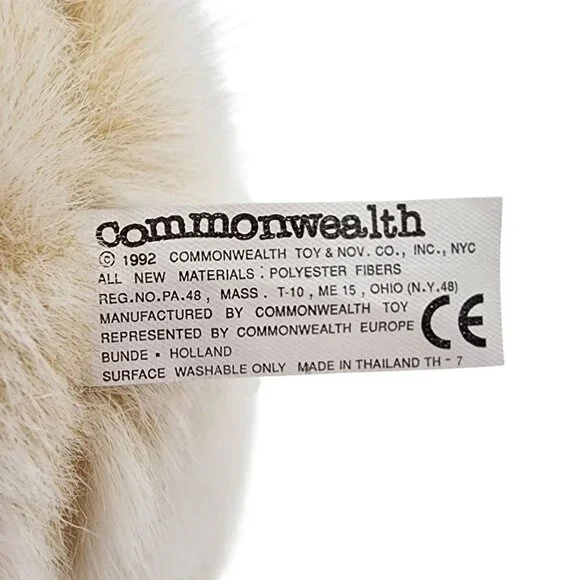 Commonwealth
© 1992 COMMONWEALTH TOY & NOV. CO., INC., NYC
ALL NEW MATERIALS : POLYESTER FIBERS
REG.NO.PA.48 , MASS. T-10 , ME 15 , OHIO (N.Y.48)
MANUFACTURED BY COMMONWEALTH TOY
REPRESENTED BY COMMONWEALTH EUROPE
BUNDE • HOLLAND
SURFACE WASHABLE ONLY MADE IN THAILAND TH - 7
CE